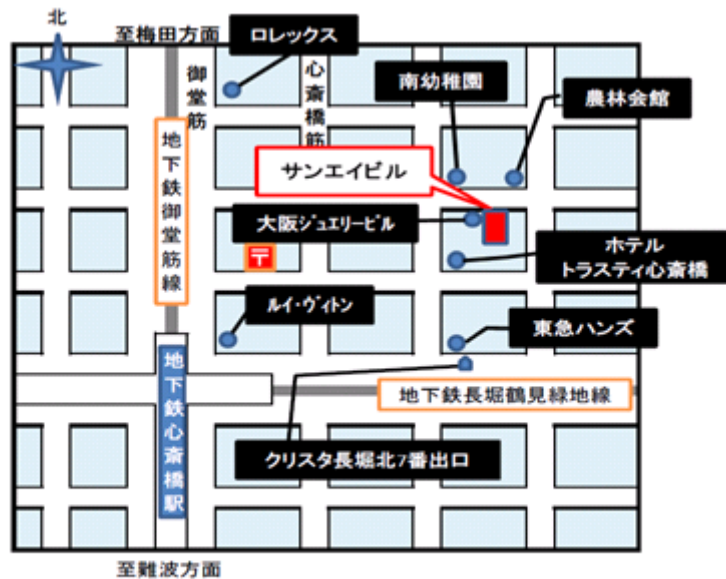 北
至梅田方面
ロレックス
御堂筋
心斎橋筋
南幼稚園
農林会館
地下鉄御堂筋線
サンエイビル
大阪ジュエリービル
〒
ホテル
トラスティ心斎橋
ルイ・ヴィトン
東急ハンズ
地下鉄心斎橋駅
地下鉄長堀鶴見緑地線
クリスタ長堀北7番出口
至難波方面